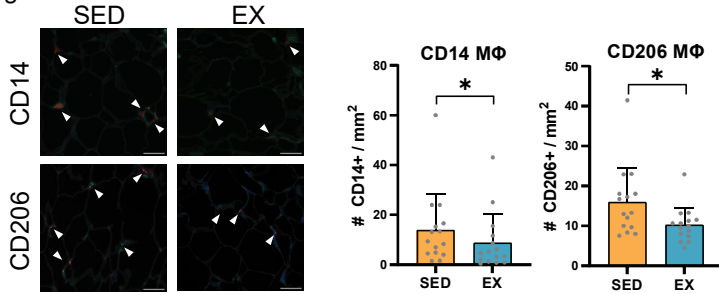 SED EX
CD14
CD206
CD14 MΦ
# CD14+ / mm²
80
60
40
20
0
SED EX
*
CD206 MΦ
# CD206+ / mm²
50
40
30
20
10
0
SED EX
*